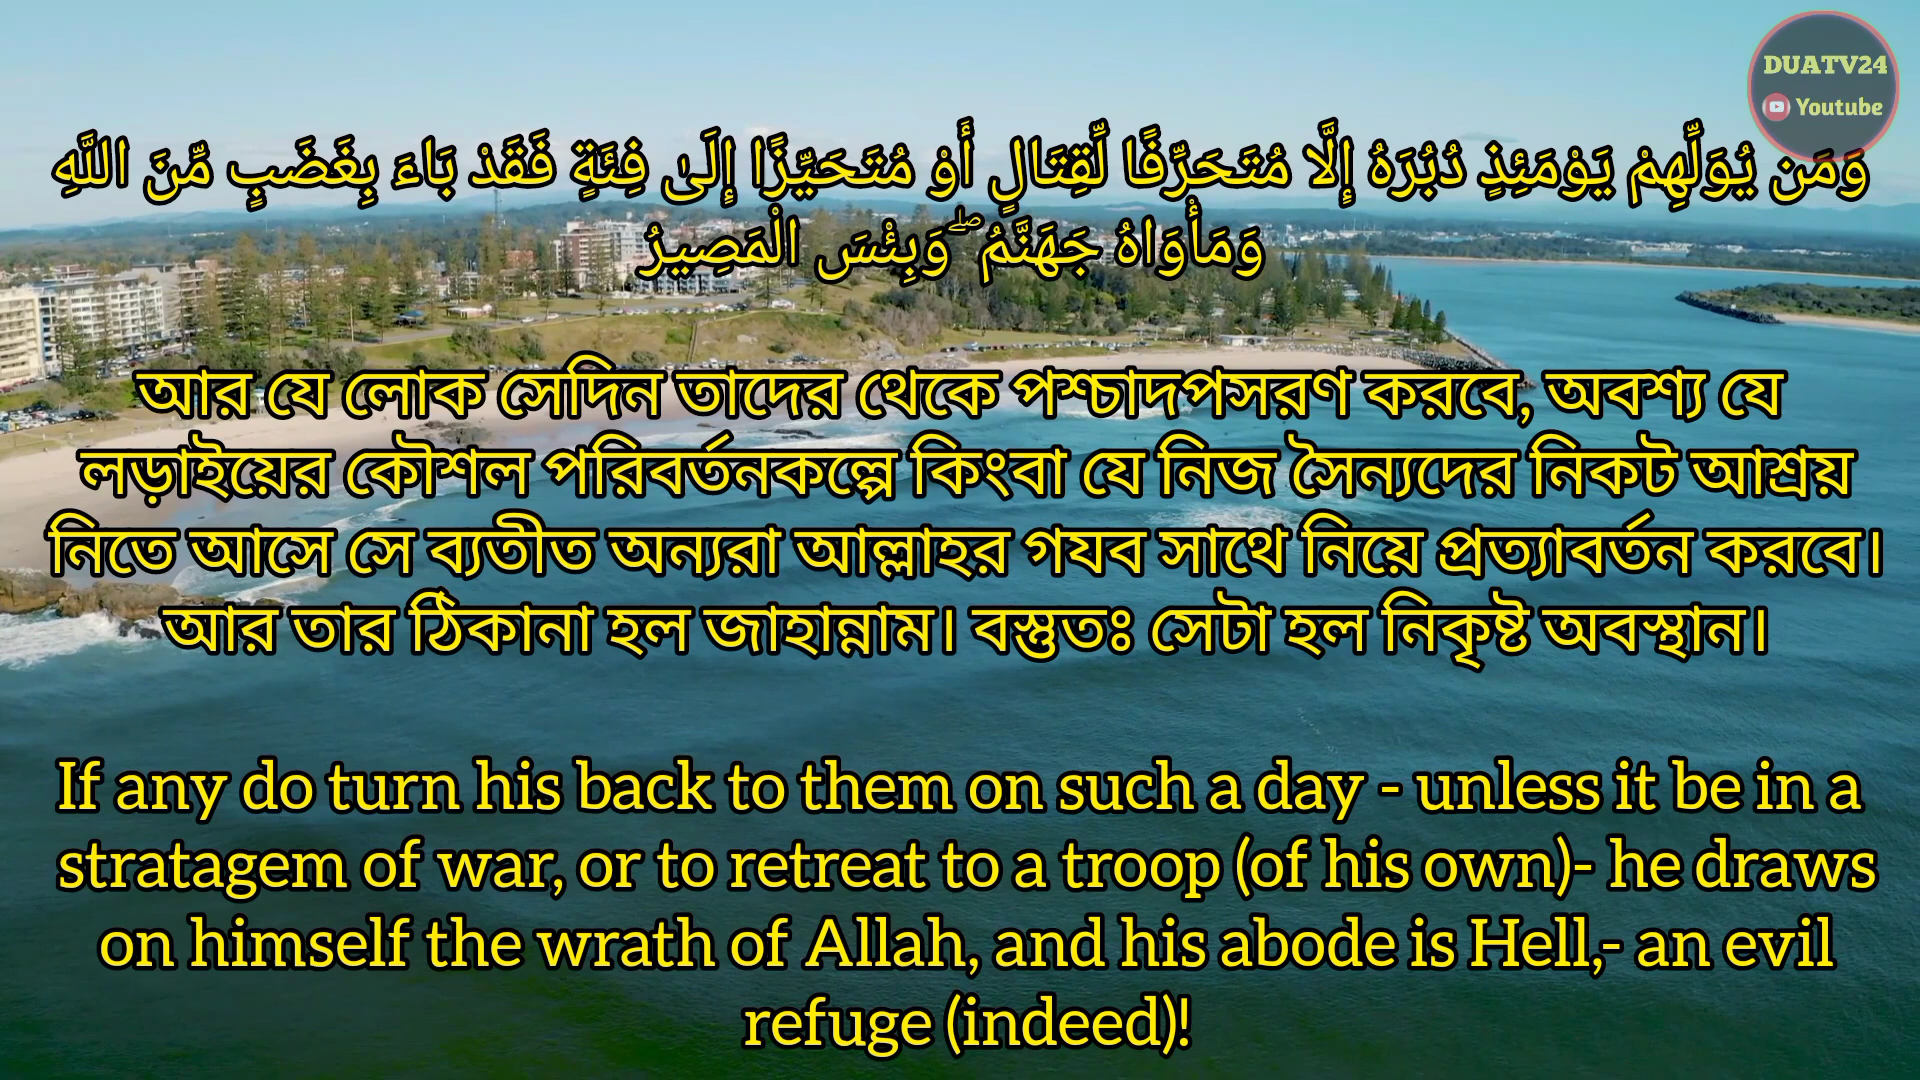 DUATV24
Youtube
وَمَن يُوَلِّهِمْ يَوْمَئِذٍ دُبُرَهُ إِلَّا مُتَحَرِّفًا لِّقِتَالٍ أَوْ مُتَحَيِّزًا إِلَىٰ فِئَةٍ فَقَدْ بَاءَ بِغَضَبٍ مِّنَ اللَّهِ
وَمَأْوَاهُ جَهَنَّمُ ۖ وَبِئْسَ الْمَصِيرُ
আর যে লোক সেদিন তাদের থেকে পশ্চাদপসরণ করবে, অবশ্য যে
লড়াইয়ের কৌশল পরিবর্তনকল্পে কিংবা যে নিজ সৈন্যদের নিকট আশ্রয়
নিতে আসে সে ব্যতীত অন্যরা আল্লাহর গযব সাথে নিয়ে প্রত্যাবর্তন করবে।
আর তার ঠিকানা হল জাহান্নাম। বস্তুতঃ সেটা হল নিকৃষ্ট অবস্থান।
If any do turn his back to them on such a day - unless it be in a
stratagem of war, or to retreat to a troop (of his own)- he draws
on himself the wrath of Allah, and his abode is Hell,- an evil
refuge (indeed)!